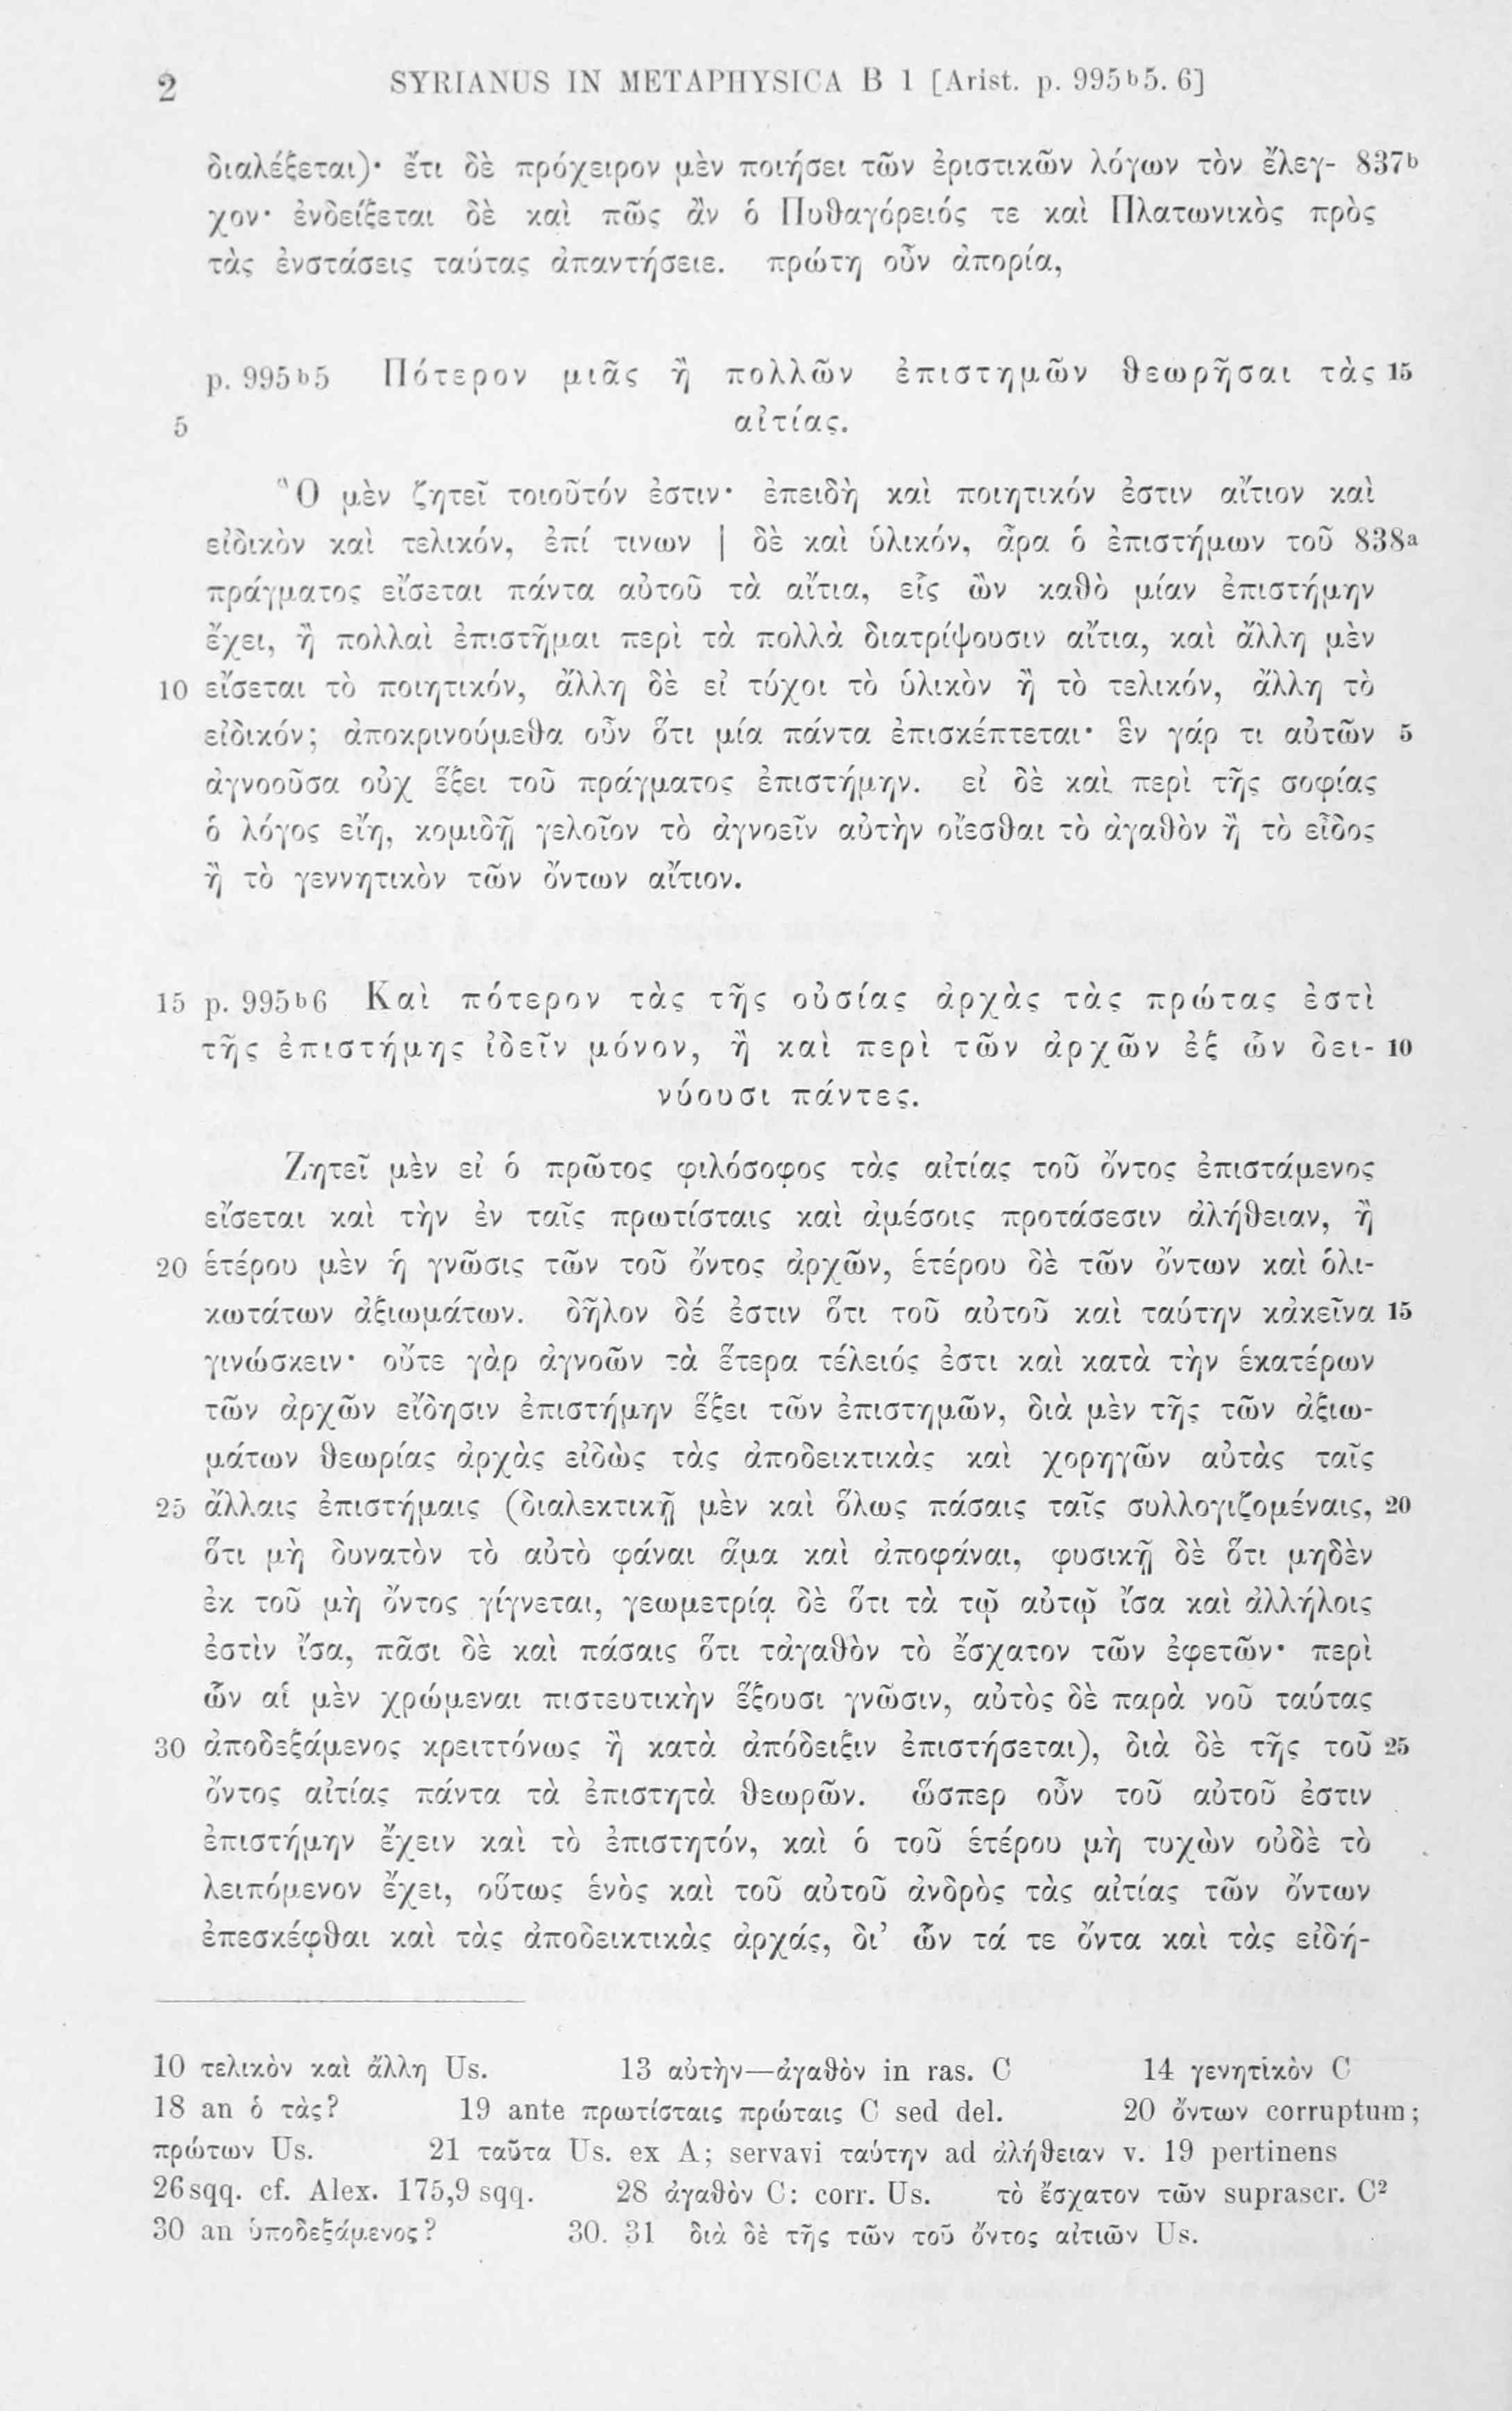 2 SYRIANUS IN METAPHYSICA B 1 [Arist. p. 995ᵇ5. 6]
διαλέξεται)· ἔτι δὲ πρόχειρον μὲν ποιήσει τῶν ἐριστικῶν λόγων τὸν ἔλεγ- 837ᵇ
χον· ἐνδείξεται δὲ καὶ πῶς ἂν ὁ Πυθαγόρειός τε καὶ Πλατωνικὸς πρὸς
τὰς ἐνστάσεις ταύτας ἀπαντήσειε. πρώτη οὖν ἀπορία,
p. 995ᵇ5 Πότερον μιᾶς ἢ πολλῶν ἐπιστημῶν θεωρῆσαι τὰς 15
5 αἰτίας.
Ὃ μὲν ζητεῖ τοιοῦτόν ἐστιν· ἐπειδὴ καὶ ποιητικόν ἐστιν αἴτιον καὶ
εἰδικὸν καὶ τελικόν, ἐπί τινων | δὲ καὶ ὑλικόν, ἆρα ὁ ἐπιστήμων τοῦ 838ᵃ
πράγματος εἴσεται πάντα αὐτοῦ τὰ αἴτια, εἷς ὢν καθὸ μίαν ἐπιστήμην
ἔχει, ἢ πολλαὶ ἐπιστῆμαι περὶ τὰ πολλὰ διατρίψουσιν αἴτια, καὶ ἄλλη μὲν
10 εἴσεται τὸ ποιητικόν, ἄλλη δὲ εἰ τύχοι τὸ ὑλικὸν ἢ τὸ τελικόν, ἄλλη τὸ
εἰδικόν; ἀποκρινούμεθα οὖν ὅτι μία πάντα ἐπισκέπτεται· ἓν γάρ τι αὐτῶν 5
ἀγνοοῦσα οὐχ ἕξει τοῦ πράγματος ἐπιστήμην. εἰ δὲ καὶ περὶ τῆς σοφίας
ὁ λόγος εἴη, κομιδῇ γελοῖον τὸ ἀγνοεῖν αὐτὴν οἴεσθαι τὸ ἀγαθὸν ἢ τὸ εἶδος
ἢ τὸ γεννητικὸν τῶν ὄντων αἴτιον.
15 p. 995ᵇ6 Καὶ πότερον τὰς τῆς οὐσίας ἀρχὰς τὰς πρώτας ἐστὶ
τῆς ἐπιστήμης ἰδεῖν μόνον, ἢ καὶ περὶ τῶν ἀρχῶν ἐξ ὧν δει- 10
νύουσι πάντες.
Ζητεῖ μὲν εἰ ὁ πρῶτος φιλόσοφος τὰς αἰτίας τοῦ ὄντος ἐπιστάμενος
εἴσεται καὶ τὴν ἐν ταῖς πρωτίσταις καὶ ἀμέσοις προτάσεσιν ἀλήθειαν, ἢ
20 ἑτέρου μὲν ἡ γνῶσις τῶν τοῦ ὄντος ἀρχῶν, ἑτέρου δὲ τῶν ὄντων καὶ ὁλι-
κωτάτων ἀξιωμάτων. δῆλον δέ ἐστιν ὅτι τοῦ αὐτοῦ καὶ ταύτην κἀκεῖνα 15
γινώσκειν· οὔτε γὰρ ἀγνοῶν τὰ ἕτερα τέλειός ἐστι καὶ κατὰ τὴν ἑκατέρων
τῶν ἀρχῶν εἴδησιν ἐπιστήμην ἕξει τῶν ἐπιστημῶν, διὰ μὲν τῆς τῶν ἀξιω-
μάτων θεωρίας ἀρχὰς εἰδὼς τὰς ἀποδεικτικὰς καὶ χορηγῶν αὐτὰς ταῖς
25 ἄλλαις ἐπιστήμαις (διαλεκτικῇ μὲν καὶ ὅλως πάσαις ταῖς συλλογιζομέναις, 20
ὅτι μὴ δυνατὸν τὸ αὐτὸ φάναι ἅμα καὶ ἀποφάναι, φυσικῇ δὲ ὅτι μηδὲν
ἐκ τοῦ μὴ ὄντος γίγνεται, γεωμετρίᾳ δὲ ὅτι τὰ τῷ αὐτῷ ἴσα καὶ ἀλλήλοις
ἐστὶν ἴσα, πᾶσι δὲ καὶ πάσαις ὅτι τἀγαθὸν τὸ ἔσχατον τῶν ἐφετῶν· περὶ
ὧν αἱ μὲν χρώμεναι πιστευτικὴν ἕξουσι γνῶσιν, αὐτὸς δὲ παρὰ νοῦ ταύτας
30 ἀποδεξάμενος κρειττόνως ἢ κατὰ ἀπόδειξιν ἐπιστήσεται), διὰ δὲ τῆς τοῦ 25
ὄντος αἰτίας πάντα τὰ ἐπιστητὰ θεωρῶν. ὥσπερ οὖν τοῦ αὐτοῦ ἐστιν
ἐπιστήμην ἔχειν καὶ τὸ ἐπιστητόν, καὶ ὁ τοῦ ἑτέρου μὴ τυχὼν οὐδὲ τὸ
λειπόμενον ἔχει, οὕτως ἑνὸς καὶ τοῦ αὐτοῦ ἀνδρὸς τὰς αἰτίας τῶν ὄντων
ἐπεσκέφθαι καὶ τὰς ἀποδεικτικὰς ἀρχάς, δι’ ὧν τά τε ὄντα καὶ τὰς εἰδή-
10 τελικὸν καὶ ἄλλη Us. 13 αὐτὴν—ἀγαθὸν in ras. C 14 γενητικὸν C
18 an ὁ τὰς? 19 ante πρωτίσταις πρώταις C sed del. 20 ὄντων corruptum;
πρώτων Us. 21 ταῦτα Us. ex A; servavi ταύτην ad ἀλήθειαν v. 19 pertinens
26 sqq. cf. Alex. 175,9 sqq. 28 ἀγαθὸν C: corr. Us. τὸ ἔσχατον τῶν suprascr. C²
30 an ὑποδεξάμενος? 30. 31 διὰ δὲ τῆς τῶν τοῦ ὄντος αἰτιῶν Us.